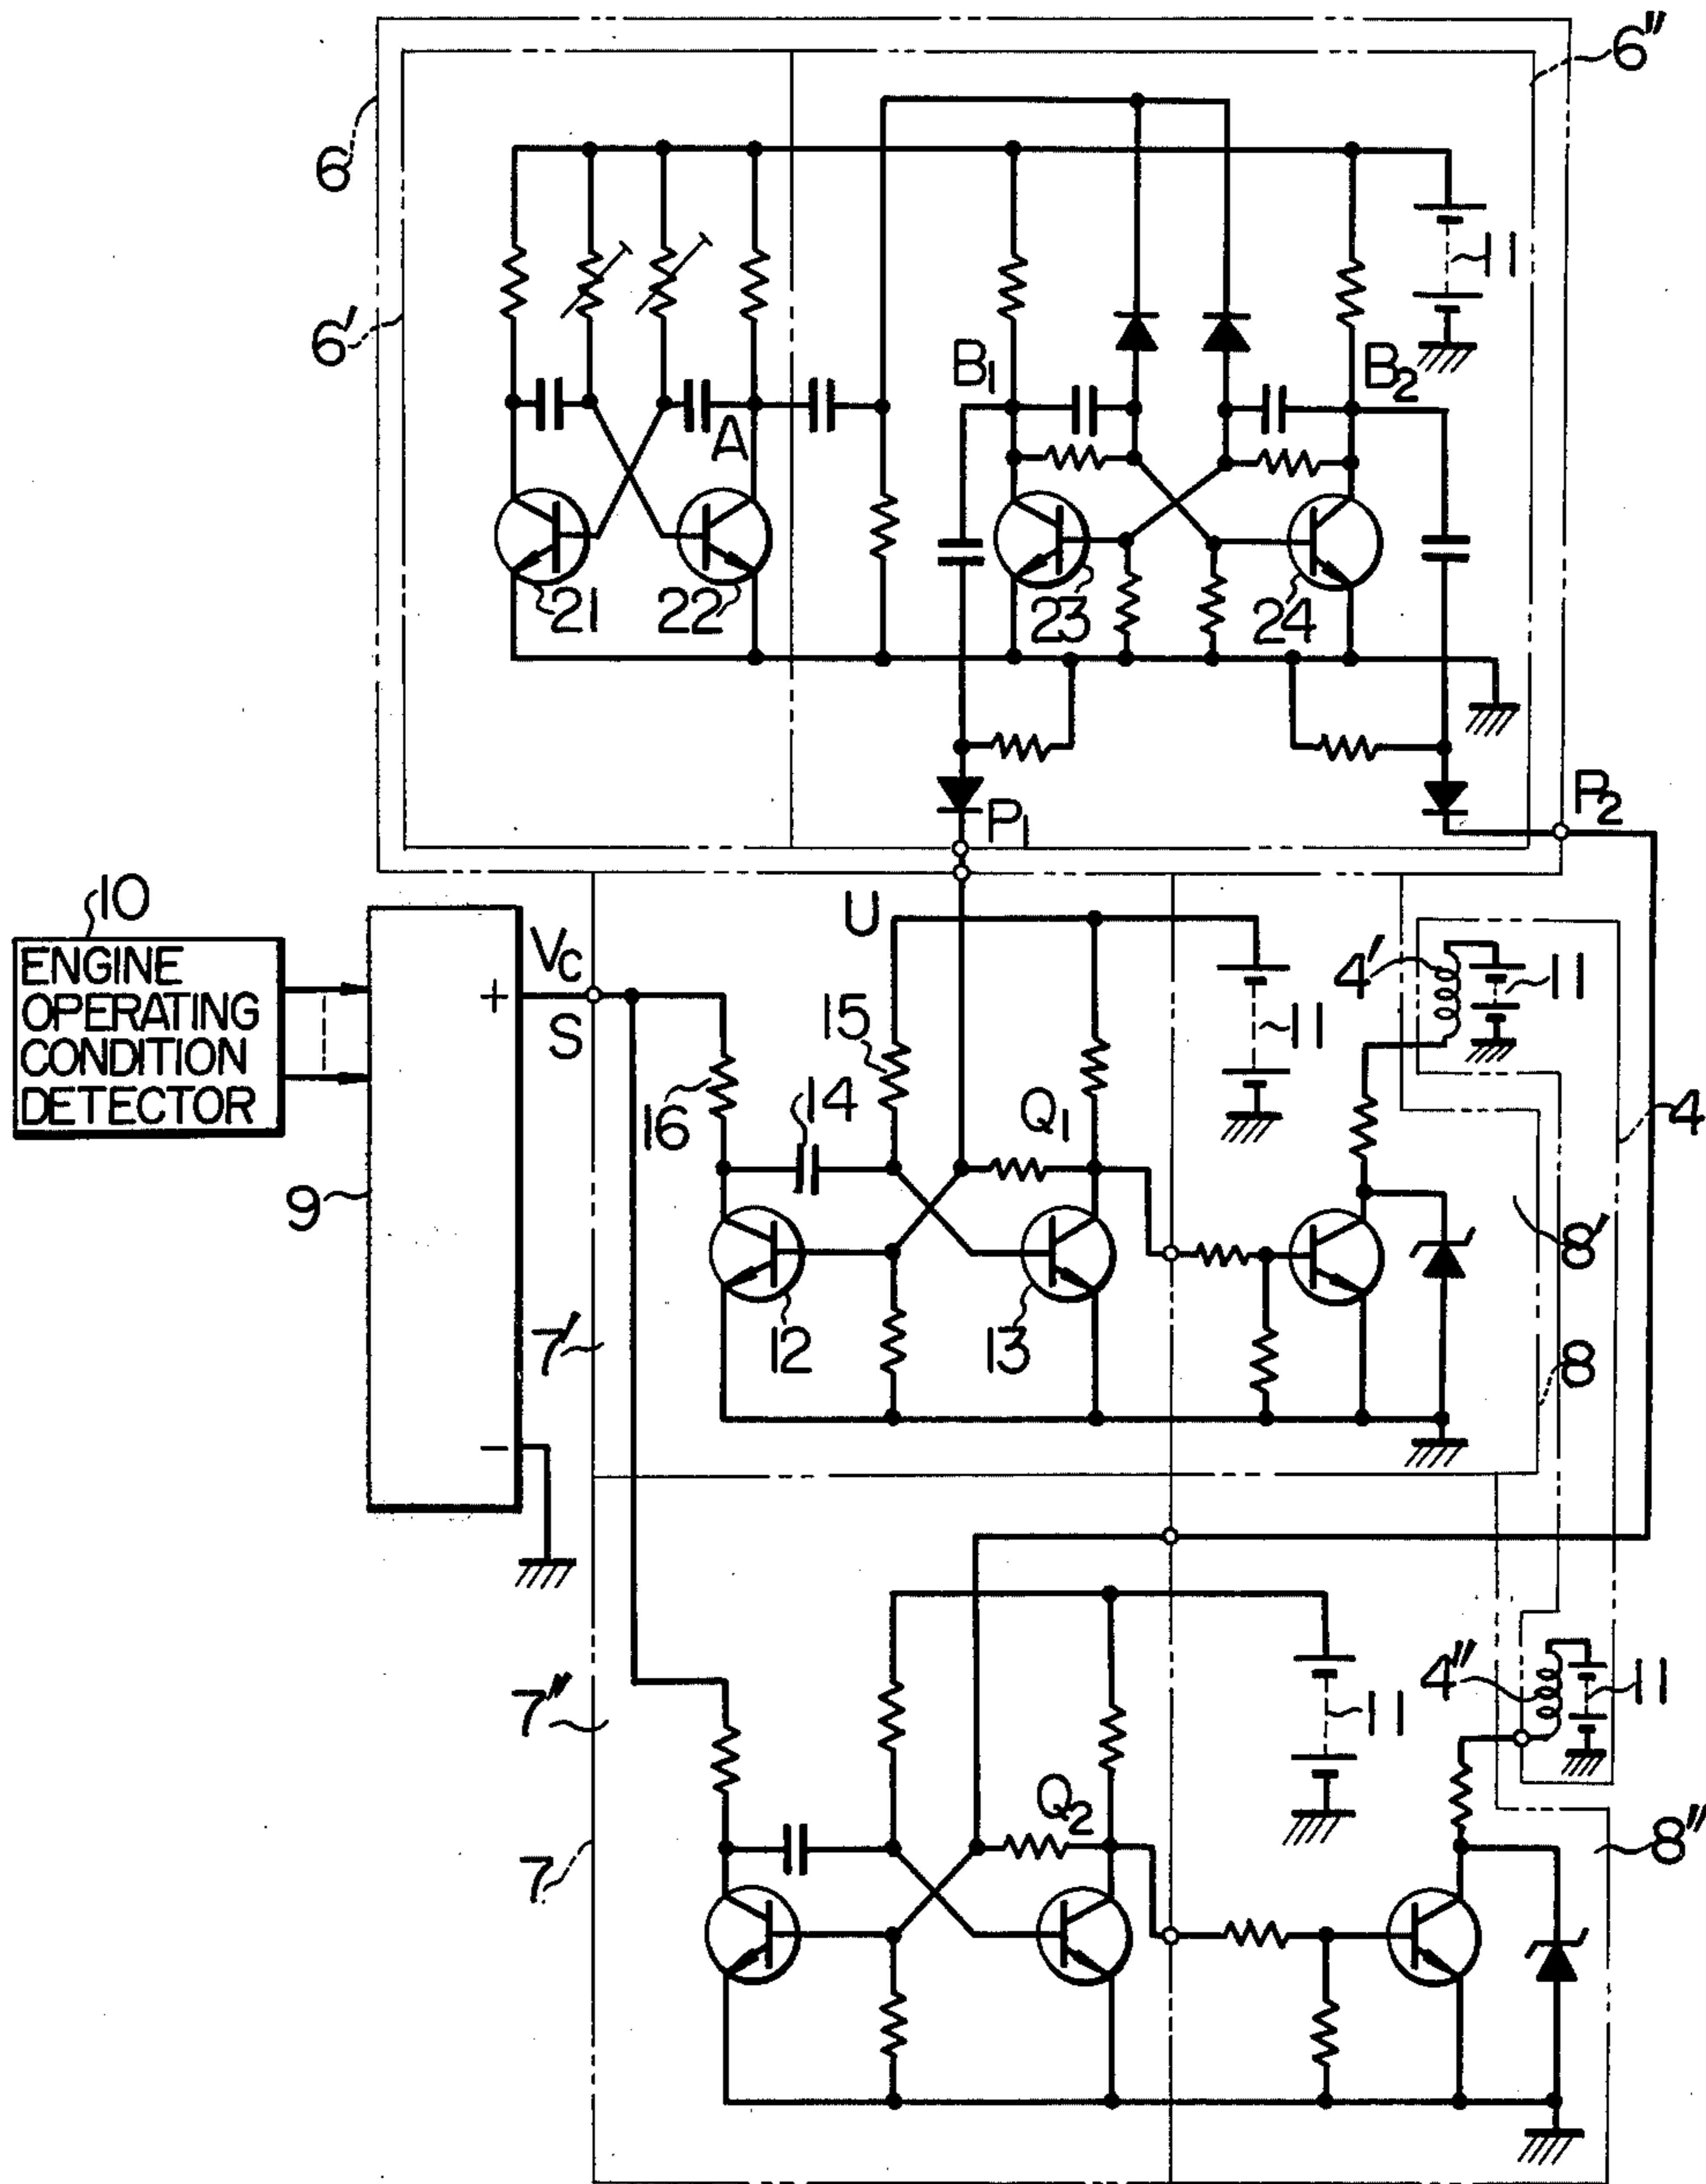 6"
6
11
6'
B1
B2
A
21
22
23
24
P1
P2
10
ENGINE
OPERATING
CONDITION
DETECTOR
VC
U
4'
11
+
S
15
11
4
16
14
Q1
9
8'
12
13
7'
8
−
4"
11
7"
11
Q2
8"
7